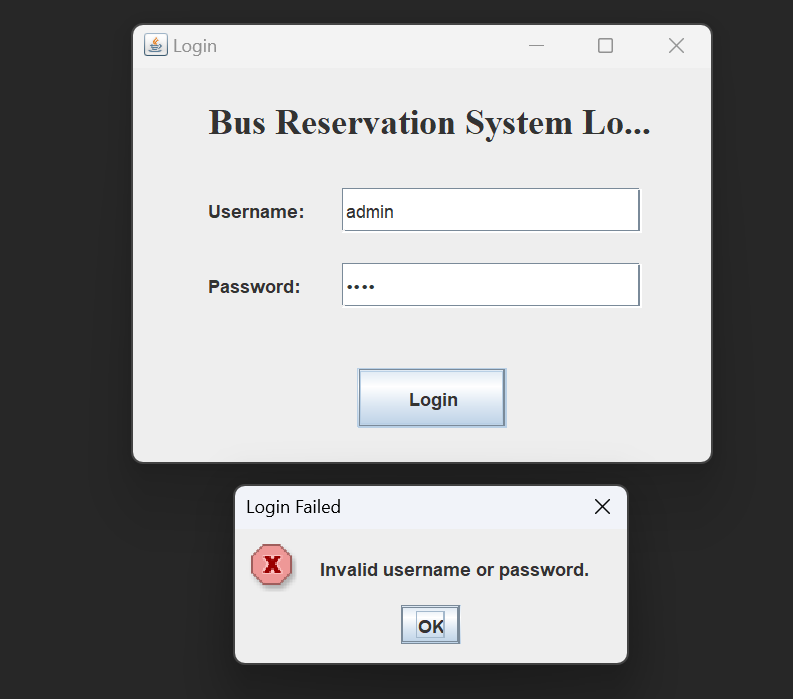 Login
Bus Reservation System Lo...
Username:
admin
Password:
••••
Login
Login Failed
Invalid username or password.
OK